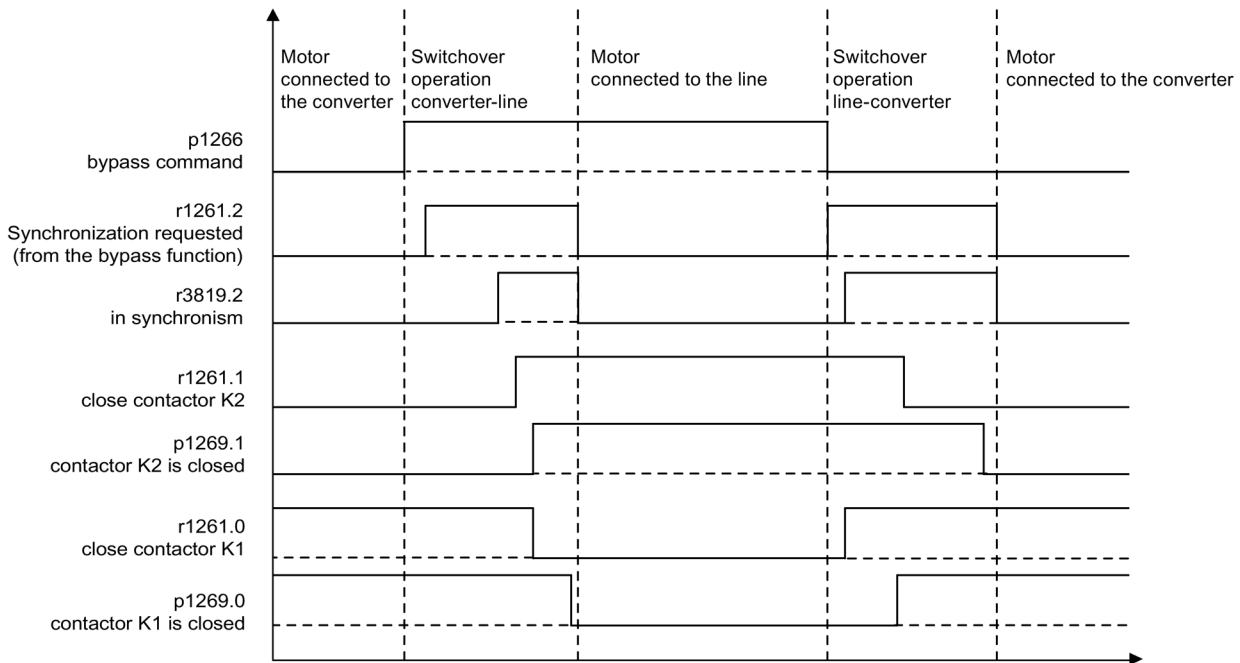 Motor
connected to
the converter
Switchover
operation
converter-line
Motor
connected to the line
Switchover
operation
line-converter
Motor
connected to the converter
p1266
bypass command
r1261.2
Synchronization requested
(from the bypass function)
r3819.2
in synchronism
r1261.1
close contactor K2
p1269.1
contactor K2 is closed
r1261.0
close contactor K1
p1269.0
contactor K1 is closed